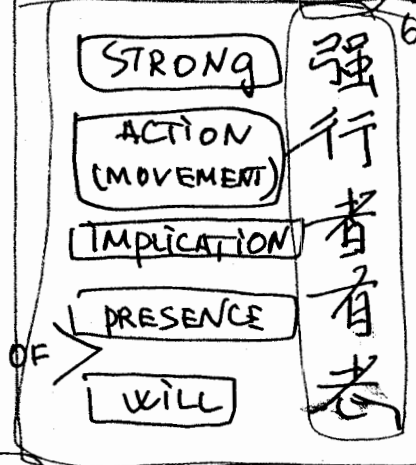 STRONG 强
ACTION 行
(MOVEMENT)
IMPLICATION 者
PRESENCE 有
OF
WILL 志